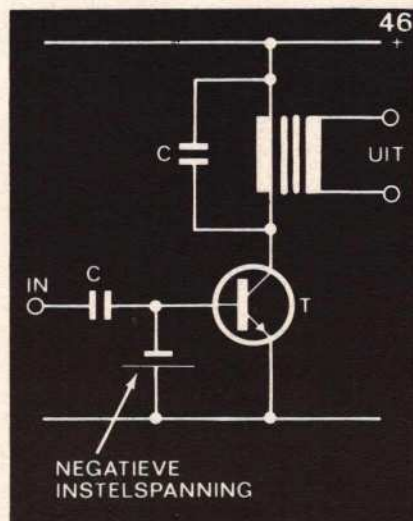 46
+
C
UIT
IN
C
T
NEGATIEVE
INSTELSPANNING